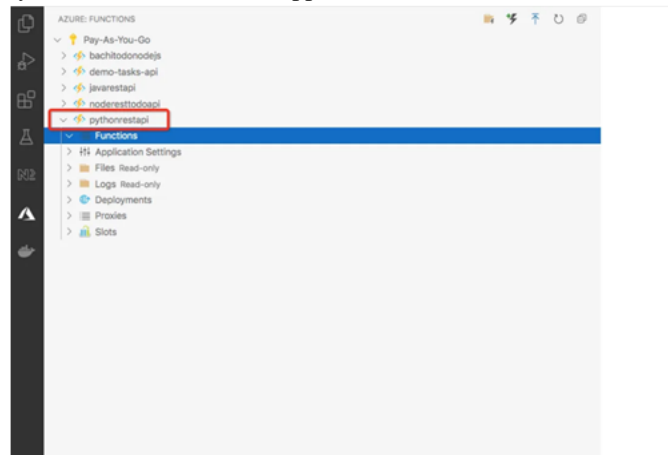 AZURE: FUNCTIONS
Pay-As-You-Go
bachitodonodejs
demo-tasks-api
javarestapi
noderesttodoapi
pythonrestapi
Functions
Application Settings
Files Read-only
Logs Read-only
Deployments
Proxies
Slots